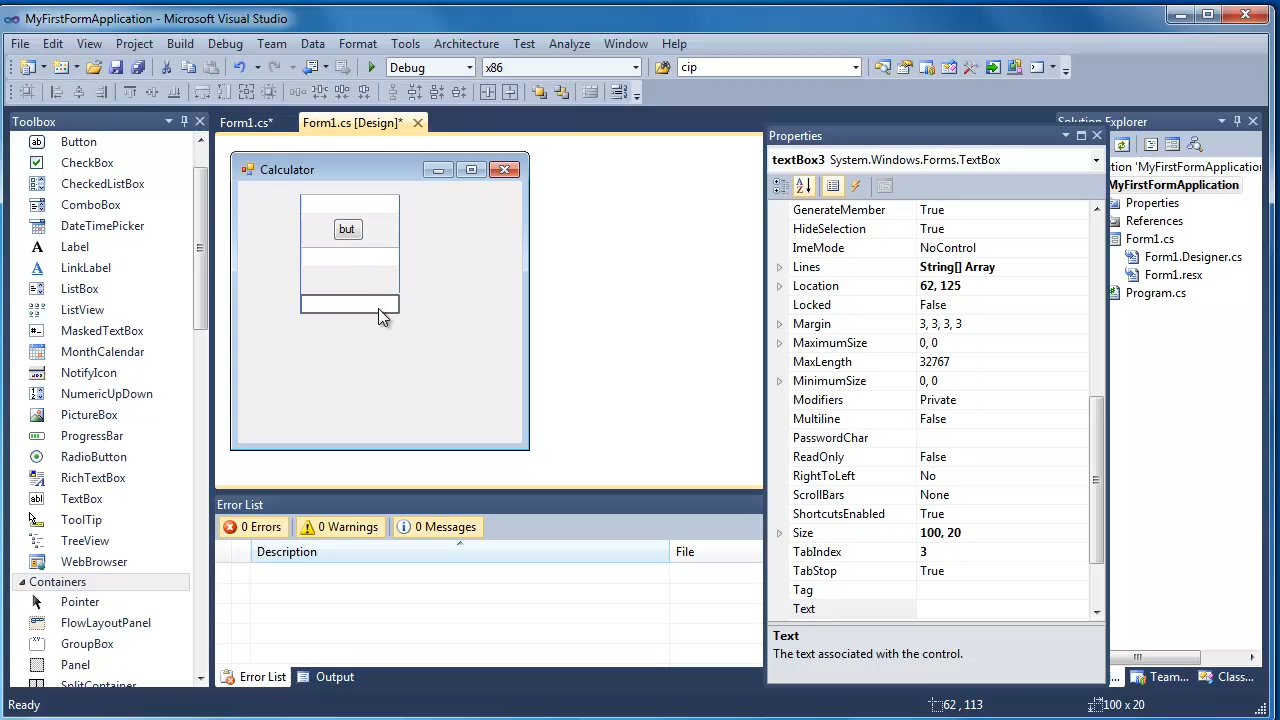 MyFirstFormApplication - Microsoft Visual Studio
File Edit View Project Build Debug Team Data Format Tools Architecture Test Analyze Window Help
Debug x86 cip
Toolbox
Button
CheckBox
CheckedListBox
ComboBox
DateTimePicker
Label
LinkLabel
ListBox
ListView
MaskedTextBox
MonthCalendar
NotifyIcon
NumericUpDown
PictureBox
ProgressBar
RadioButton
RichTextBox
TextBox
ToolTip
TreeView
WebBrowser
Containers
Pointer
FlowLayoutPanel
GroupBox
Panel
SplitContainer
Form1.cs* Form1.cs [Design]*
Calculator
but
Error List
0 Errors 0 Warnings 0 Messages
Description File
Error List Output
Properties
textBox3 System.Windows.Forms.TextBox
GenerateMember True
HideSelection True
ImeMode NoControl
Lines String[] Array
Location 62, 125
Locked False
Margin 3, 3, 3, 3
MaximumSize 0, 0
MaxLength 32767
MinimumSize 0, 0
Modifiers Private
Multiline False
PasswordChar
ReadOnly False
RightToLeft No
ScrollBars None
ShortcutsEnabled True
Size 100, 20
TabIndex 3
TabStop True
Tag
Text
Text
The text associated with the control.
Solution Explorer
tion 'MyFirstFormApplication
MyFirstFormApplication
Properties
References
Form1.cs
Form1.Designer.cs
Form1.resx
Program.cs
... Team... Class...
Ready 62 , 113 100 x 20